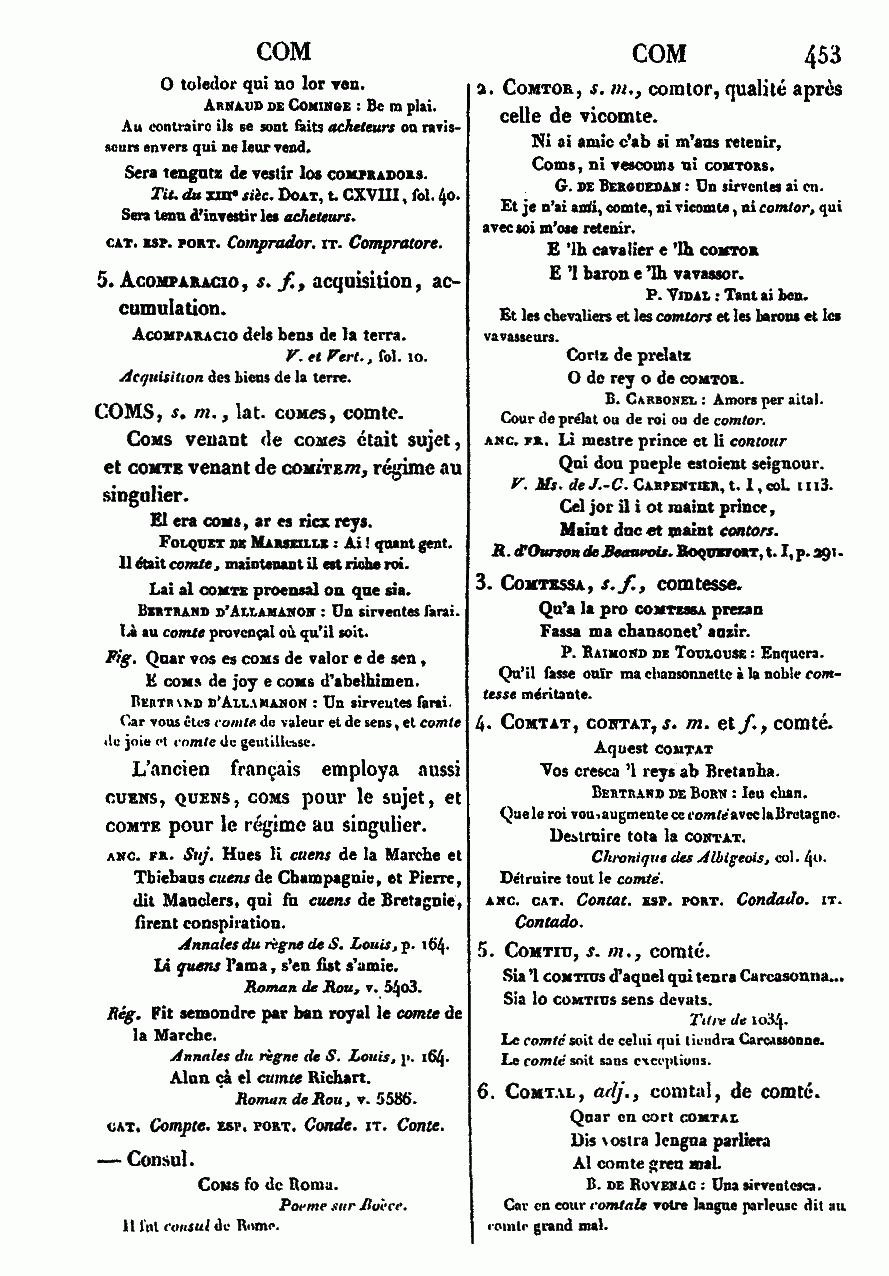 COM
O toledor qui no lor ven.
ARNAUD DE COMINGE : Be m plai.
Au contraire ils se sont faits acheteurs ou ravis-
seurs envers qui ne leur vend.
Sera tengutz de vestir los COMPRADORS.
Tit. du XIIIe sièc. DOAT, t. CXVIII, fol. 40.
Sera tenu d'investir les acheteurs.
CAT. ESP. PORT. Comprador. IT. Compratore.
5. ACOMPARACIO, s. f., acquisition, ac-
cumulation.
ACOMPARACIO dels bens de la terra.
V. et Vert., fol. 10.
Acquisition des biens de la terre.
COMS, s. m., lat. COMES, comte.
COMS venant de COMES était sujet,
et COMTE venant de COMITEm, régime au
singulier.
El era COMS, ar es ricx reys.
FOLQUET DE MARSEILLE : Ai! quant gent.
Il était comte, maintenant il est riche roi.
Lai al COMTE proensal on que sia.
BERTRAND D'ALLAMANON : Un sirventes farai.
Là au comte provençal où qu'il soit.
Fig. Quar vos es COMS de valor e de sen,
E COMS de joy e COMS d'abelhimen.
BERTRAND D'ALLAMANON : Un sirventes farai.
Car vous êtes comte de valeur et de sens, et comte
de joie et comte de gentillesse.
L'ancien français employa aussi
CUENS, QUENS, COMS pour le sujet, et
COMTE pour le régime au singulier.
ANC. FR. Suj. Hues li cuens de la Marche et
Thiebaus cuens de Champagnie, et Pierre,
dit Mauclers, qui fu cuens de Bretagnie,
firent conspiration.
Annales du règne de S. Louis, p. 164.
Li quens l'ama, s'en fist s'amie.
Roman de Rou, v. 5403.
Rég. Fit semondre par ban royal le comte de
la Marche.
Annales du règne de S. Louis, p. 164.
Alun çà el cumte Richart.
Roman de Rou, v. 5586.
CAT. Compte. ESP. PORT. Conde. IT. Conte.
— Consul.
COMS fo de Roma.
Poeme sur Boèce.
Il fut consul de Rome.
COM 453
2. COMTOR, s. m., comtor, qualité après
celle de vicomte.
Ni ai amic c'ab si m'aus retenir,
Coms, ni vescoms ni COMTORS.
G. DE BERGUEDAN : Un sirventes ai en.
Et je n'ai ami, comte, ni vicomte, ni comtor, qui
avec soi m'ose retenir.
E 'lh cavalier e 'lh COMTOR
E 'l baron e 'lh vavassor.
P. VIDAL : Tant ai ben.
Et les chevaliers et les comtors et les barons et les
vavasseurs.
Cortz de prelatz
O de rey o de COMTOR.
B. CARBONEL : Amors per aital.
Cour de prélat ou de roi ou de comtor.
ANC. FR. Li mestre prince et li contour
Qui dou pueple estoient seignour.
V. Ms. de J.-C. CARPENTIER, t. I, col. 1113.
Cel jor il i ot maint prince,
Maint duc et maint contors.
R. d'Ourson de Beauvois. ROQUEFORT, t. I, p. 291.
3. COMTESSA, s. f., comtesse.
Qu'a la pro COMTESSA prezan
Fassa ma chansonet' auzir.
P. RAIMOND DE TOULOUSE : Enquera.
Qu'il fasse ouïr ma chansonnette à la noble com-
tesse méritante.
4. COMTAT, CONTAT, s. m. et f., comté.
Aquest COMTAT
Vos cresca 'l reys ab Bretanha.
BERTRAND DE BORN : Ieu chan.
Que le roi vous augmente ce comté avec la Bretagne.
Destruire tota la CONTAT.
Chronique des Albigeois, col. 40.
Détruire tout le comté.
ANC. CAT. Contat. ESP. PORT. Condado. IT.
Contado.
5. COMTIU, s. m., comté.
Sia 'l COMTIUS d'aquel qui tenra Carcasonna...
Sia lo COMTIUS sens devats.
Titre de 1034.
Le comté soit de celui qui tiendra Carcassonne.
Le comté soit sans exceptions.
6. COMTAL, adj., comtal, de comté.
Quar en cort COMTAL
Dis vostra lengua parliera
Al comte gren mal.
B. DE ROVENAC : Una sirventesca.
Car en cour comtale votre langue parleuse dit au
comte grand mal.